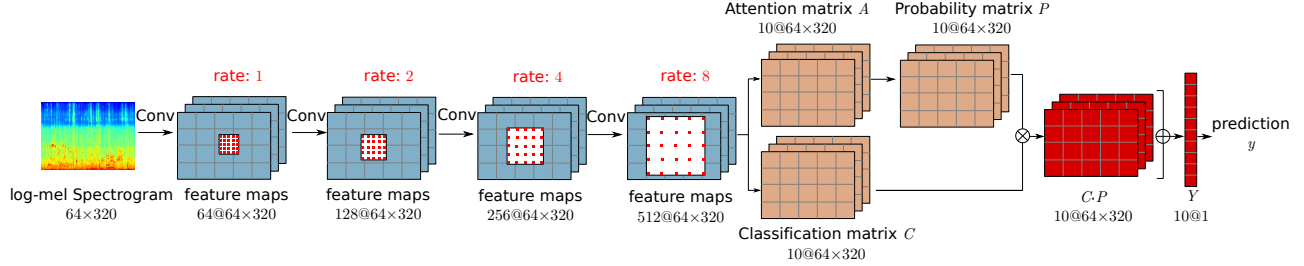 Attention matrix A
10@64×320
Probability matrix P
10@64×320
rate: 1
rate: 2
rate: 4
rate: 8
Conv
Conv
Conv
Conv
log-mel Spectrogram
64×320
feature maps
64@64×320
feature maps
128@64×320
feature maps
256@64×320
feature maps
512@64×320
Classification matrix C
10@64×320
C·P
10@64×320
Y
10@1
prediction
y